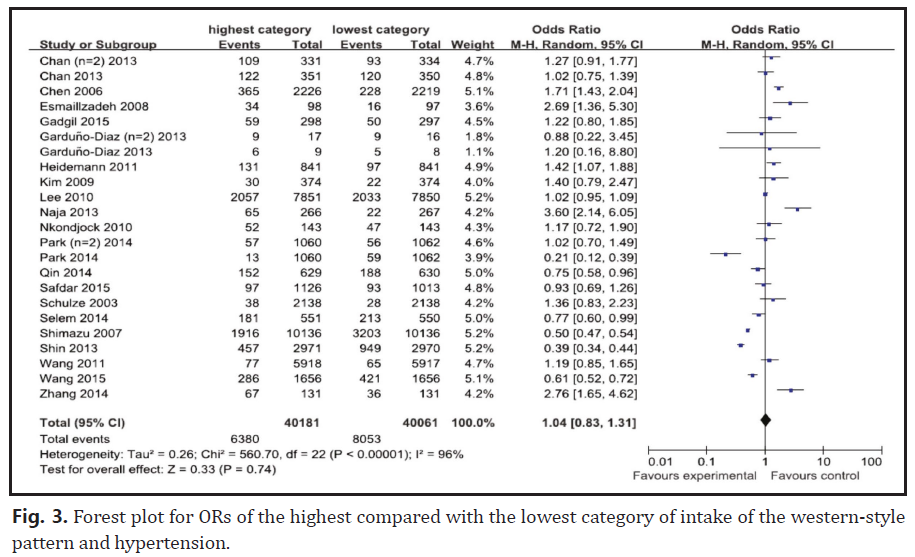 highest category lowest category Odds Ratio Odds Ratio
Study or Subgroup Events Total Events Total Weight M-H, Random, 95% CI M-H, Random, 95% CI
Chan (n=2) 2013 109 331 93 334 4.7% 1.27 [0.91, 1.77]
Chan 2013 122 351 120 350 4.8% 1.02 [0.75, 1.39]
Chen 2006 365 2226 228 2219 5.1% 1.71 [1.43, 2.04]
Esmaillzadeh 2008 34 98 16 97 3.6% 2.69 [1.36, 5.30]
Gadgil 2015 59 298 50 297 4.5% 1.22 [0.80, 1.85]
Garduño-Diaz (n=2) 2013 9 17 9 16 1.8% 0.88 [0.22, 3.45]
Garduño-Diaz 2013 6 9 5 8 1.1% 1.20 [0.16, 8.80]
Heidemann 2011 131 841 97 841 4.9% 1.42 [1.07, 1.88]
Kim 2009 30 374 22 374 4.0% 1.40 [0.79, 2.47]
Lee 2010 2057 7851 2033 7850 5.2% 1.02 [0.95, 1.09]
Naja 2013 65 266 22 267 4.2% 3.60 [2.14, 6.05]
Nkondjock 2010 52 143 47 143 4.3% 1.17 [0.72, 1.90]
Park (n=2) 2014 57 1060 56 1062 4.6% 1.02 [0.70, 1.49]
Park 2014 13 1060 59 1062 3.9% 0.21 [0.12, 0.39]
Qin 2014 152 629 188 630 5.0% 0.75 [0.58, 0.96]
Safdar 2015 97 1126 93 1013 4.8% 0.93 [0.69, 1.26]
Schulze 2003 38 2138 28 2138 4.3% 1.36 [0.83, 2.23]
Selem 2014 181 551 213 550 4.9% 0.77 [0.60, 0.99]
Shimazu 2007 1916 10136 3203 10136 5.2% 0.50 [0.47, 0.54]
Shin 2013 457 2971 949 2970 5.2% 0.39 [0.34, 0.44]
Wang 2011 77 5918 65 5917 4.7% 1.19 [0.85, 1.65]
Wang 2015 286 1656 421 1656 5.1% 0.61 [0.52, 0.72]
Zhang 2014 67 131 36 131 4.2% 2.76 [1.65, 4.62]
Total (95% CI) 40181 40061 100.0% 1.04 [0.83, 1.31]
Total events 6380 8053
Heterogeneity: Tau² = 0.26; Chi² = 560.70, df = 22 (P < 0.00001); I² = 96%
Test for overall effect: Z = 0.33 (P = 0.74)
0.01 0.1 1 10 100
Favours experimental Favours control
Fig. 3. Forest plot for ORs of the highest compared with the lowest category of intake of the western-style
pattern and hypertension.